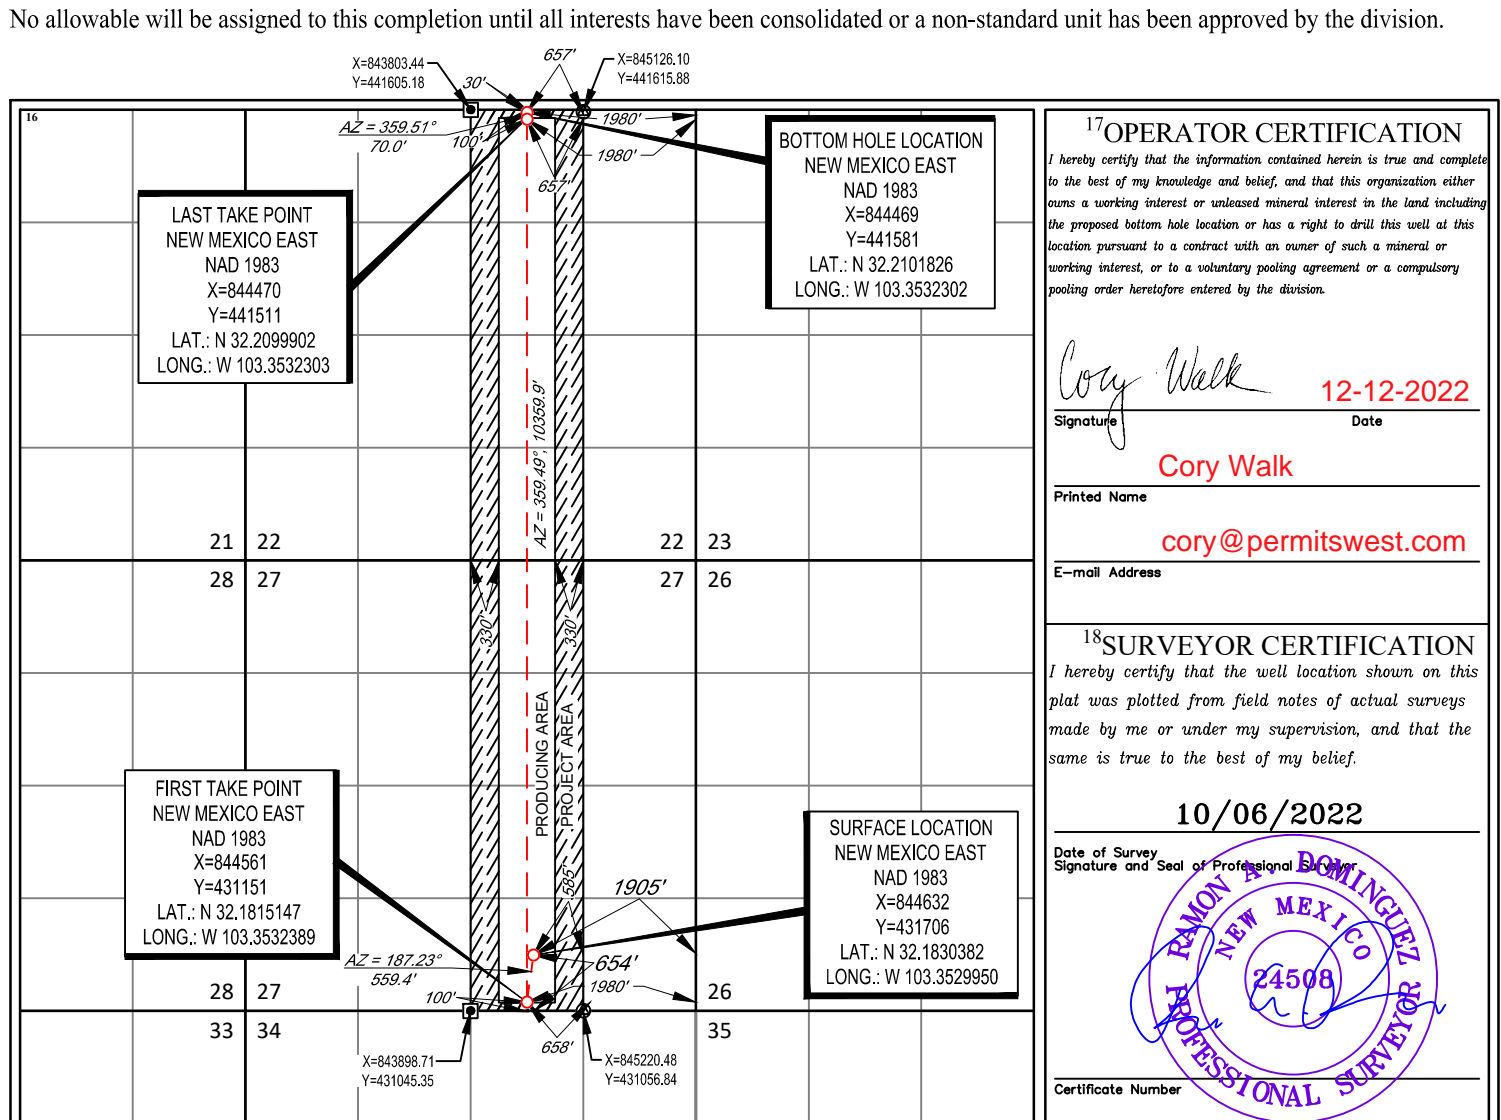 No allowable will be assigned to this completion until all interests have been consolidated or a non-standard unit has been approved by the division.
X=843803.44
Y=441605.18
30'
657'
X=845126.10
Y=441615.88
16
AZ = 359.51°
70.0'
100'
1980'
1980'
657'
LAST TAKE POINT
NEW MEXICO EAST
NAD 1983
X=844470
Y=441511
LAT.: N 32.2099902
LONG.: W 103.3532303
BOTTOM HOLE LOCATION
NEW MEXICO EAST
NAD 1983
X=844469
Y=441581
LAT.: N 32.2101826
LONG.: W 103.3532302
AZ = 359.49°, 10359.9'
21 22
22 23
28 27
27 26
330'
330'
PRODUCING AREA
PROJECT AREA
FIRST TAKE POINT
NEW MEXICO EAST
NAD 1983
X=844561
Y=431151
LAT.: N 32.1815147
LONG.: W 103.3532389
SURFACE LOCATION
NEW MEXICO EAST
NAD 1983
X=844632
Y=431706
LAT.: N 32.1830382
LONG.: W 103.3529950
585'
1905'
AZ = 187.23°
559.4'
654'
1980'
100'
28 27
26
33 34
35
658'
X=843898.71
Y=431045.35
X=845220.48
Y=431056.84
17OPERATOR CERTIFICATION
I hereby certify that the information contained herein is true and complete
to the best of my knowledge and belief, and that this organization either
owns a working interest or unleased mineral interest in the land including
the proposed bottom hole location or has a right to drill this well at this
location pursuant to a contract with an owner of such a mineral or
working interest, or to a voluntary pooling agreement or a compulsory
pooling order heretofore entered by the division.
Cory Walk
12-12-2022
Signature Date
Cory Walk
Printed Name
cory@permitswest.com
E-mail Address
18SURVEYOR CERTIFICATION
I hereby certify that the well location shown on this
plat was plotted from field notes of actual surveys
made by me or under my supervision, and that the
same is true to the best of my belief.
10/06/2022
Date of Survey
Signature and Seal of Professional Surveyor
RAMON A. DOMINGUEZ
NEW MEXICO
24508
PROFESSIONAL SURVEYOR
Certificate Number